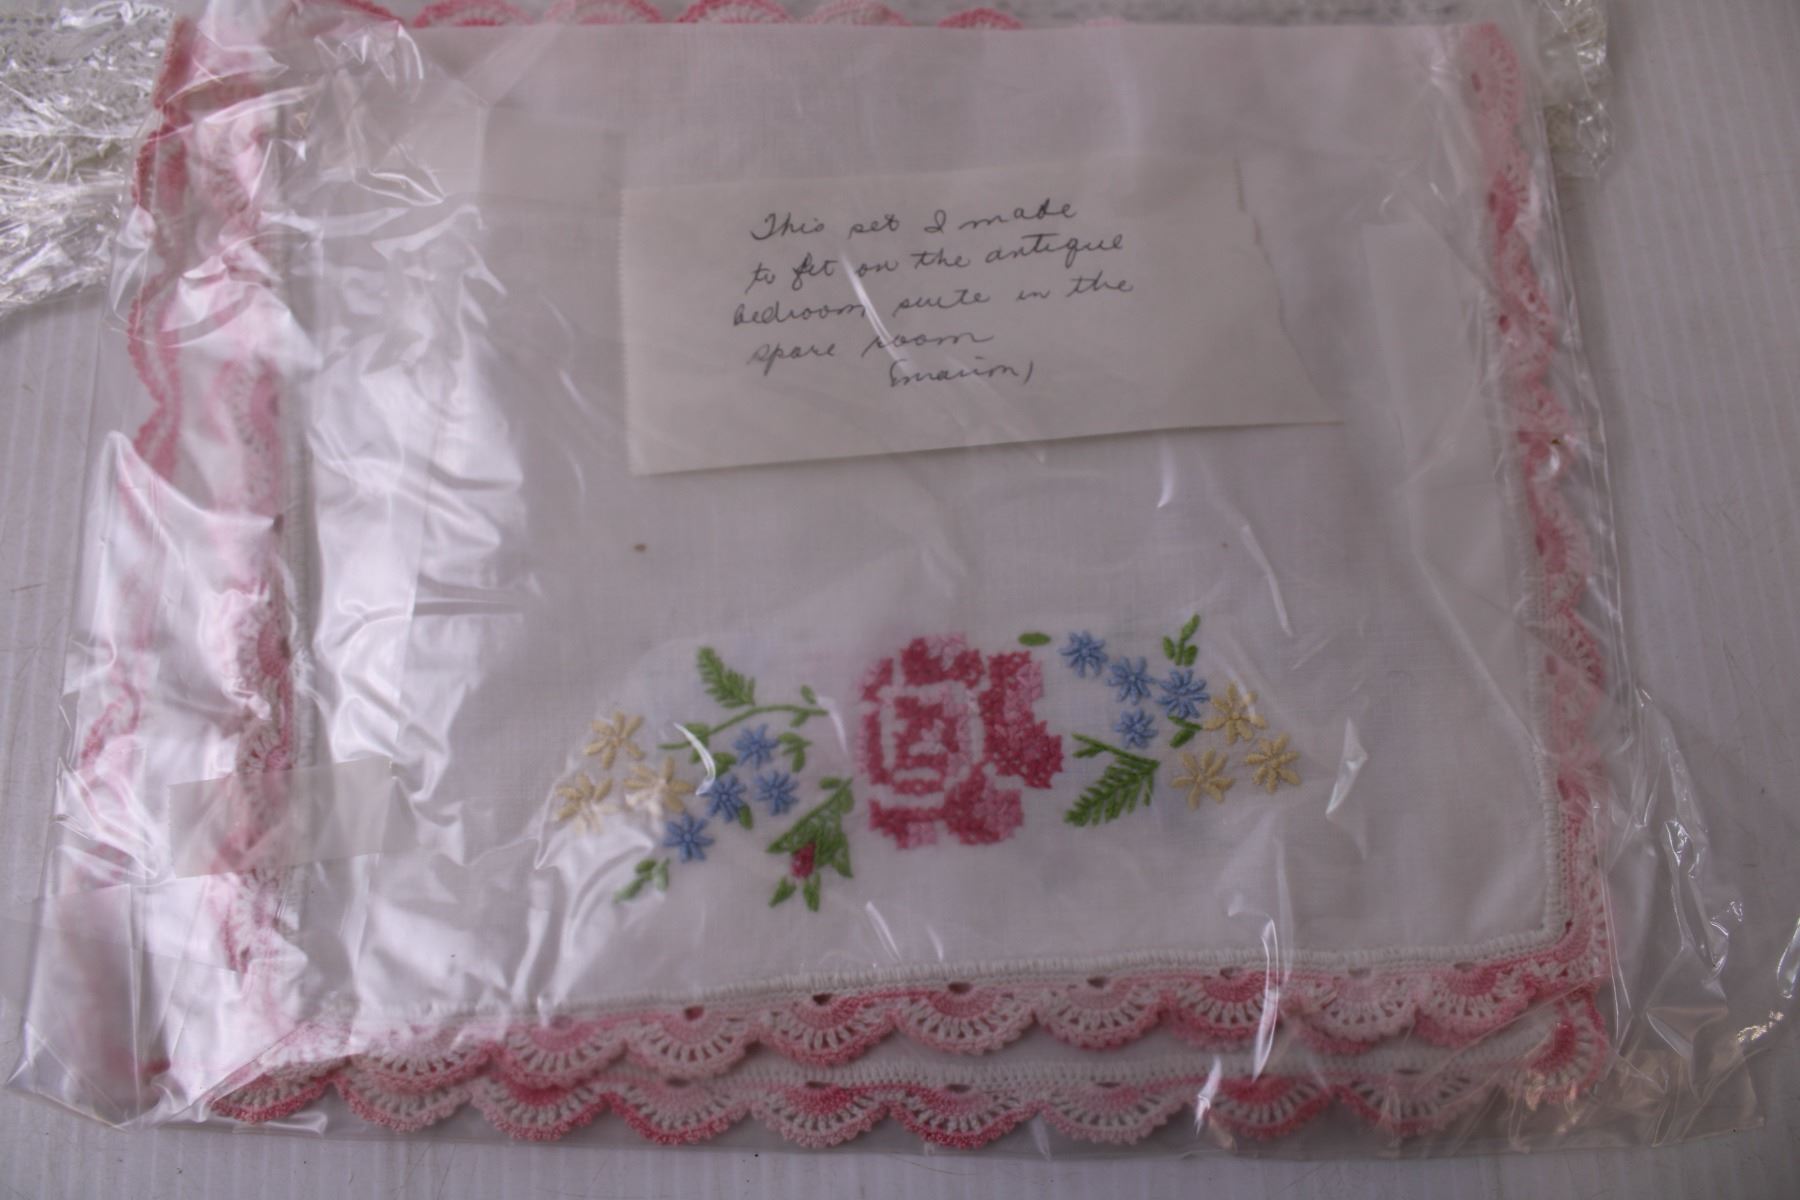 This set I made
to fit on the antique
bedroom suite in the
spare room
(marion)